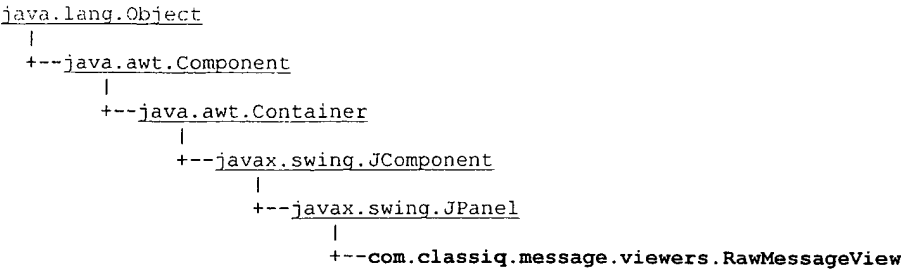 java.lang.Object
  |
  +--java.awt.Component
        |
        +--java.awt.Container
              |
              +--javax.swing.JComponent
                    |
                    +--javax.swing.JPanel
                          |
                          +--com.classiq.message.viewers.RawMessageView